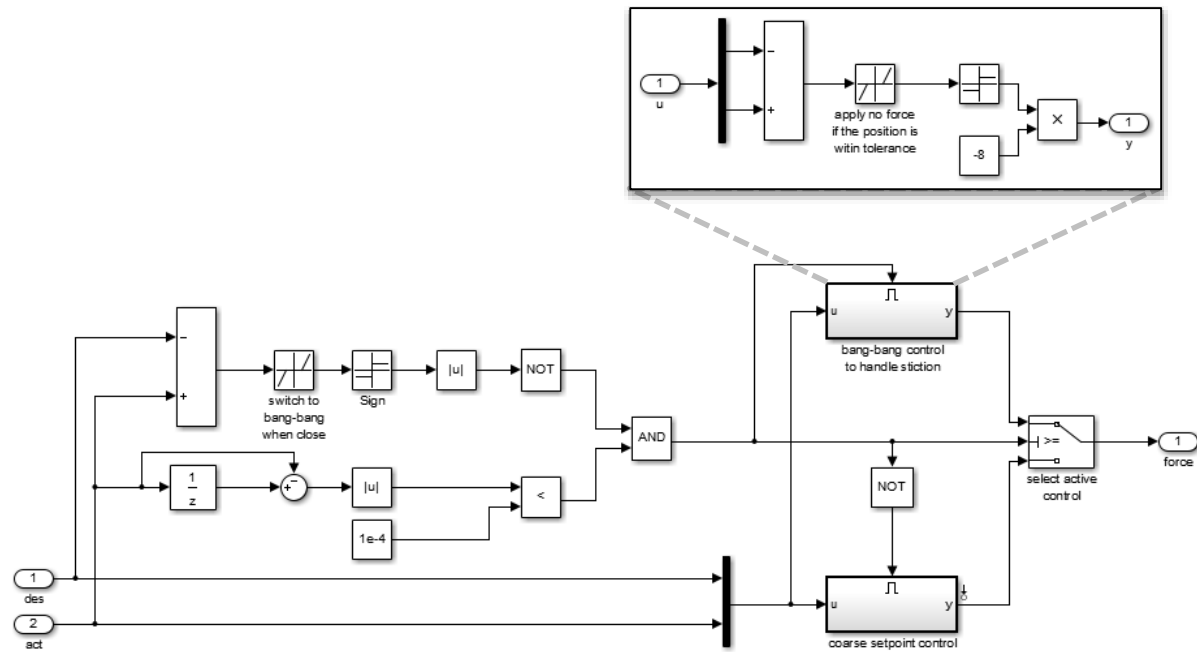 1
u
−
+
apply no force
if the position is
witin tolerance
-8
×
1
y
u
y
bang-bang control
to handle stiction
−
+
switch to
bang-bang
when close
Sign
|u|
NOT
AND
1
z
+
−
|u|
<
1e-4
>=
select active
control
1
force
NOT
1
des
2
act
u
y
coarse setpoint control